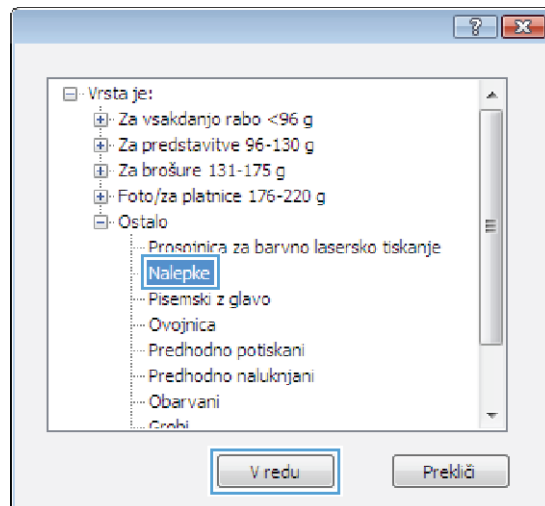 ?
Vrsta je:
Za vsakdanjo rabo <96 g
Za predstavitve 96-130 g
Za brošure 131-175 g
Foto/za platnice 176-220 g
Ostalo
Prosojnica za barvno lasersko tiskanje
Nalepke
Pisemski z glavo
Ovojnica
Predhodno potiskani
Predhodno naluknjani
Obarvani
Grobi
V redu
Prekliči